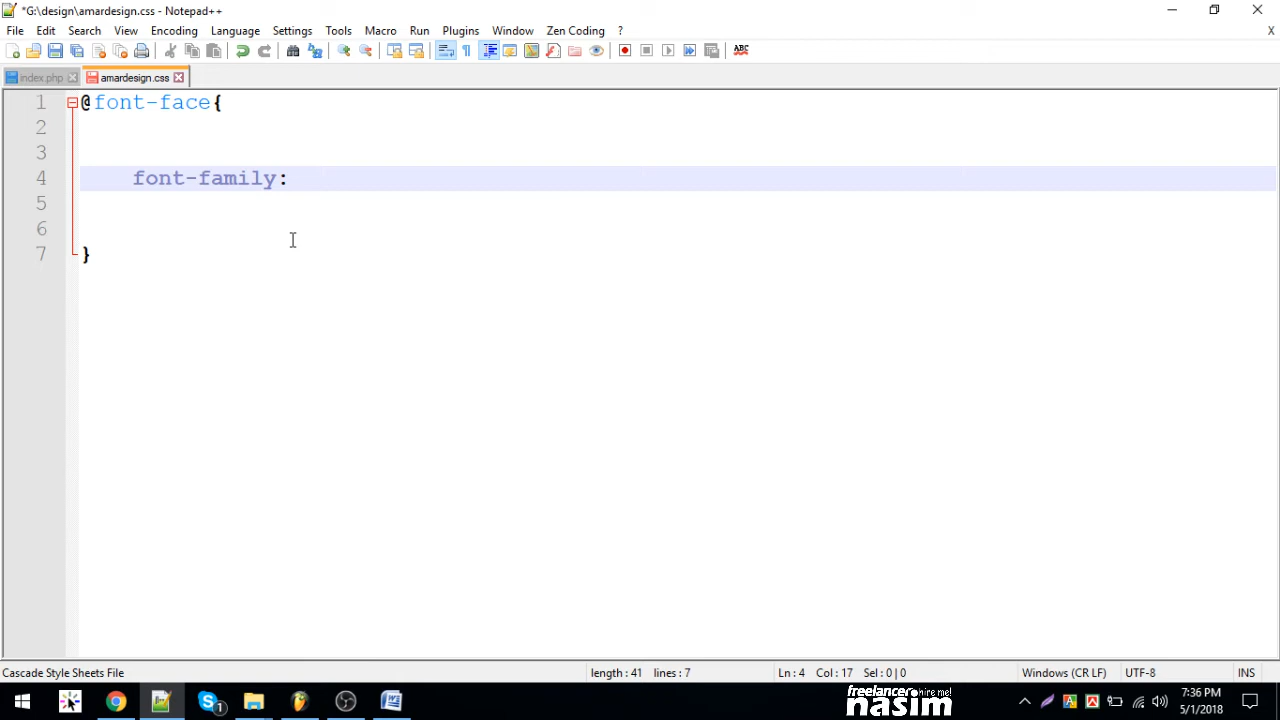 *G:\design\amardesign.css - Notepad++
File Edit Search View Encoding Language Settings Tools Macro Run Plugins Window Zen Coding ? X
ABC
index.php amardesign.css
1 @font-face{
2
3
4 font-family:
5
6
7 }
Cascade Style Sheets File length : 41 lines : 7 Ln : 4 Col : 17 Sel : 0 | 0 Windows (CR LF) UTF-8 INS
freelancer hire me!
nasim
7:36 PM
5/1/2018